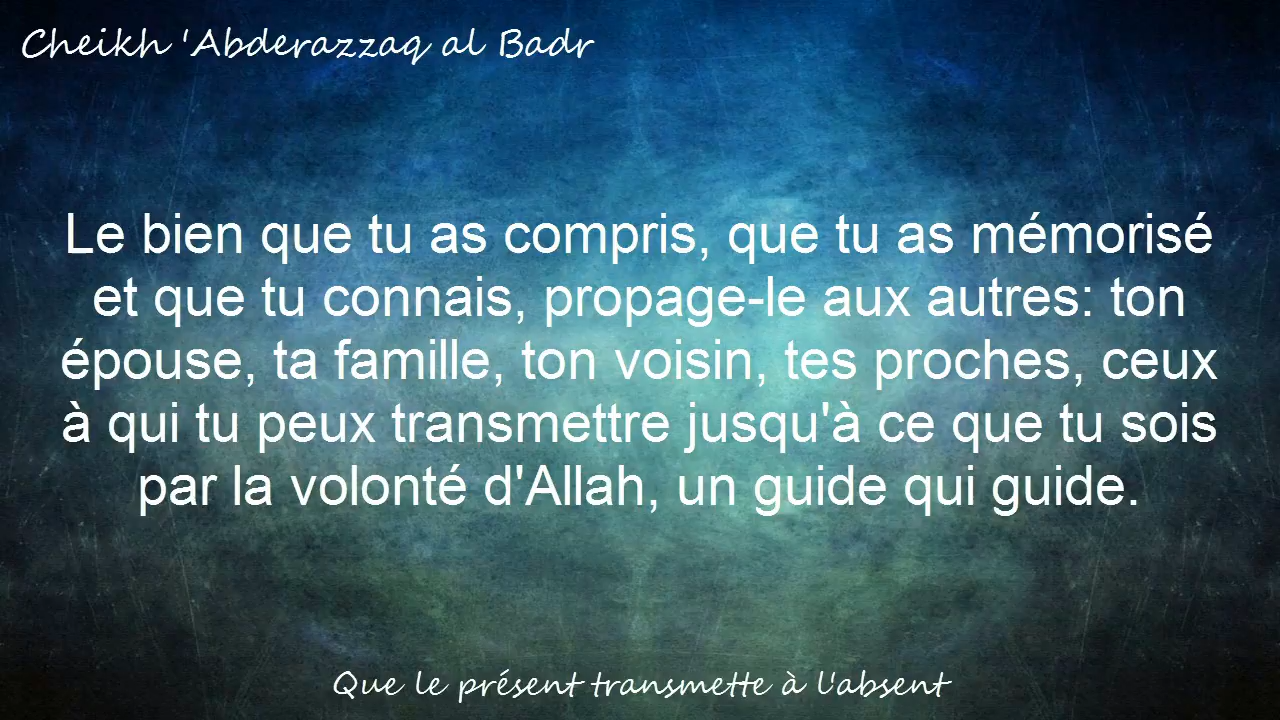 Cheikh 'Abderazzaq al Badr
Le bien que tu as compris, que tu as mémorisé
et que tu connais, propage-le aux autres: ton
épouse, ta famille, ton voisin, tes proches, ceux
à qui tu peux transmettre jusqu'à ce que tu sois
par la volonté d'Allah, un guide qui guide.
Que le présent transmette à l'absent